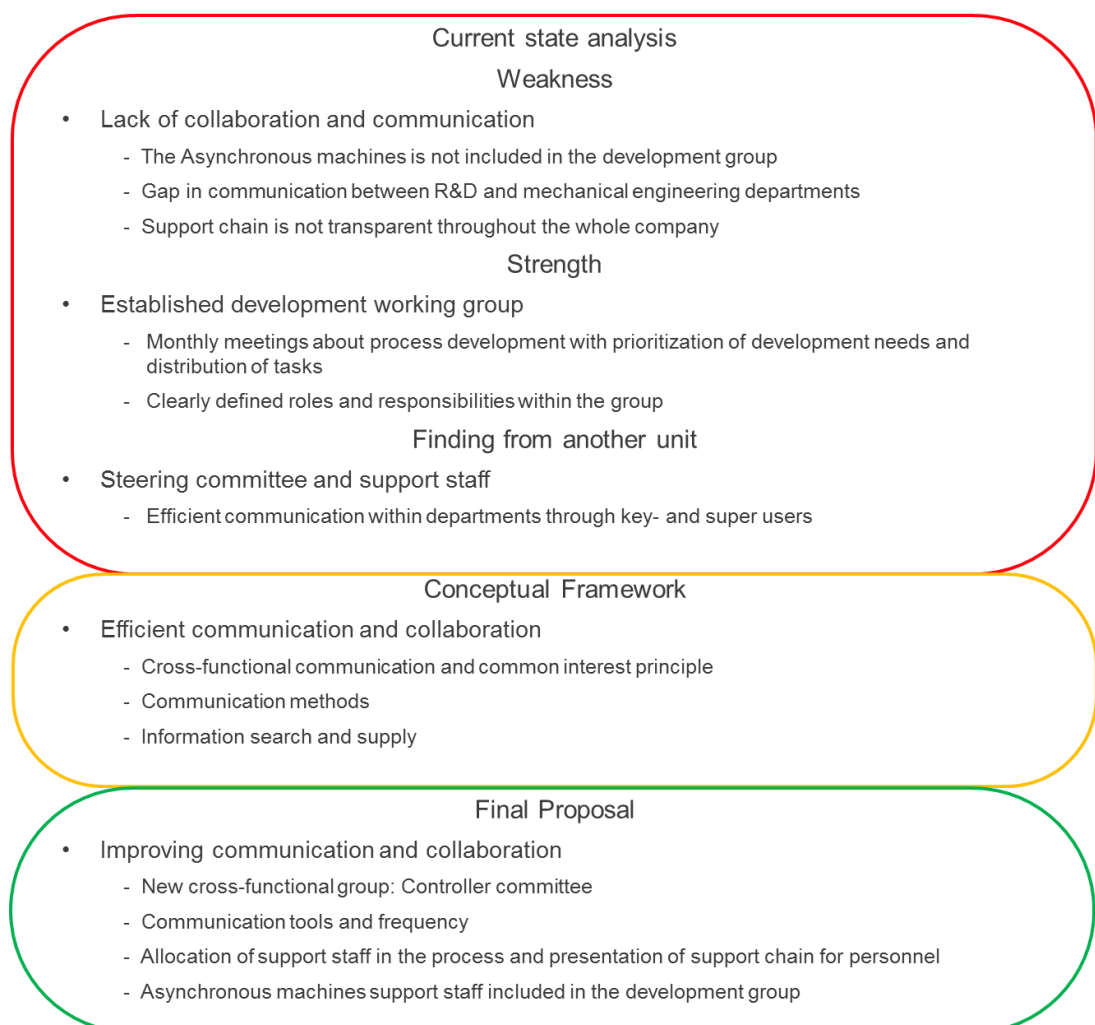 Current state analysis
Weakness
• Lack of collaboration and communication
- The Asynchronous machines is not included in the development group
- Gap in communication between R&D and mechanical engineering departments
- Support chain is not transparent throughout the whole company
Strength
• Established development working group
- Monthly meetings about process development with prioritization of development needs and
distribution of tasks
- Clearly defined roles and responsibilities within the group
Finding from another unit
• Steering committee and support staff
- Efficient communication within departments through key- and super users
Conceptual Framework
• Efficient communication and collaboration
- Cross-functional communication and common interest principle
- Communication methods
- Information search and supply
Final Proposal
• Improving communication and collaboration
- New cross-functional group: Controller committee
- Communication tools and frequency
- Allocation of support staff in the process and presentation of support chain for personnel
- Asynchronous machines support staff included in the development group